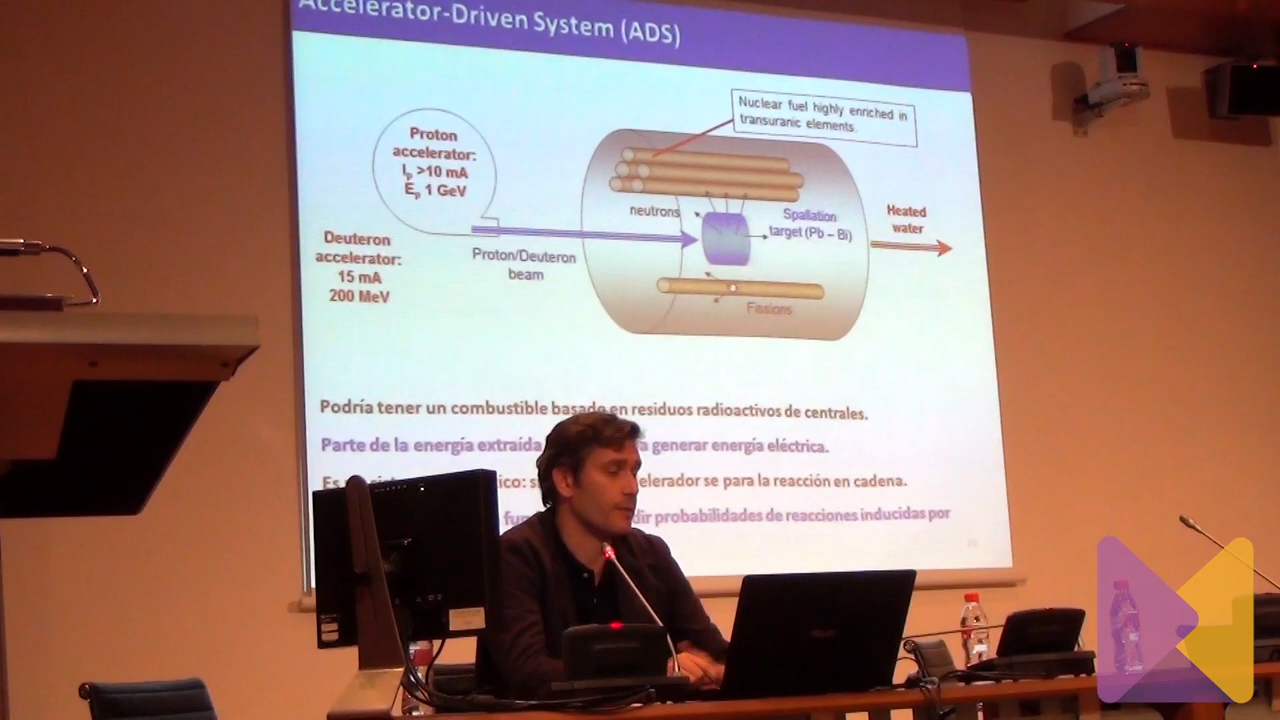 Accelerator-Driven System (ADS)
Nuclear fuel highly enriched in
transuranic elements.
Proton
accelerator:
Ip >10 mA
Ep 1 GeV
neutrons
Spallation
target (Pb – Bi)
Heated
water
Deuteron
accelerator:
15 mA
200 MeV
Proton/Deuteron
beam
Fissions
Podría tener un combustible basado en residuos radioactivos de centrales.
Parte de la energía extraída a generar energía eléctrica.
Es elerador se para la reacción en cadena.
probabilidades de reacciones inducidas por